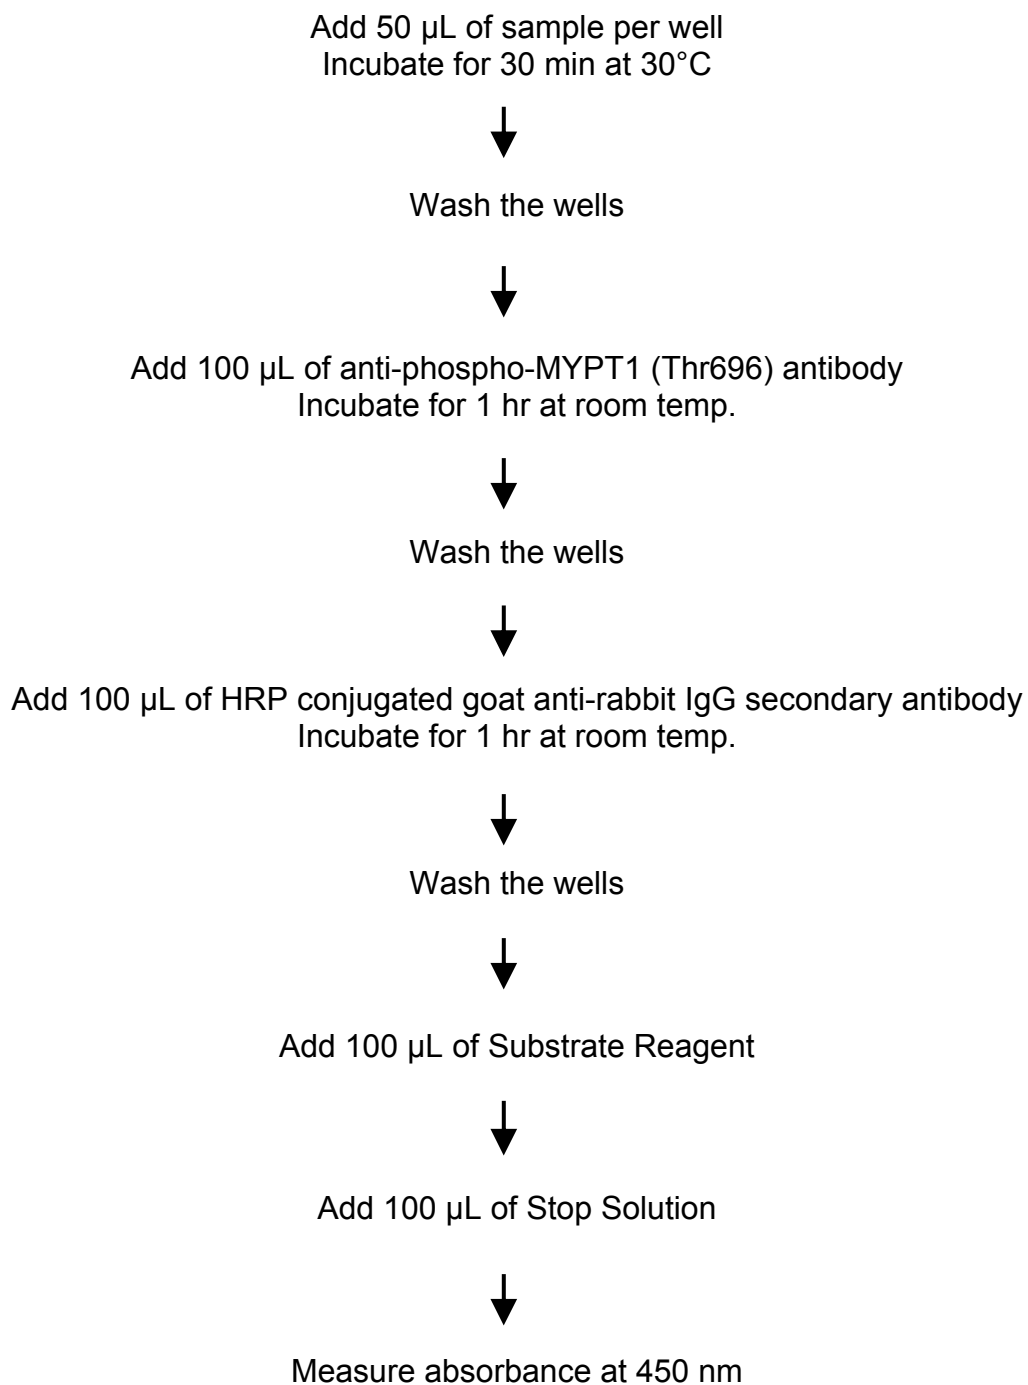 Add 50 µL of sample per well
Incubate for 30 min at 30°C
Wash the wells
Add 100 µL of anti-phospho-MYPT1 (Thr696) antibody
Incubate for 1 hr at room temp.
Wash the wells
Add 100 µL of HRP conjugated goat anti-rabbit IgG secondary antibody
Incubate for 1 hr at room temp.
Wash the wells
Add 100 µL of Substrate Reagent
Add 100 µL of Stop Solution
Measure absorbance at 450 nm